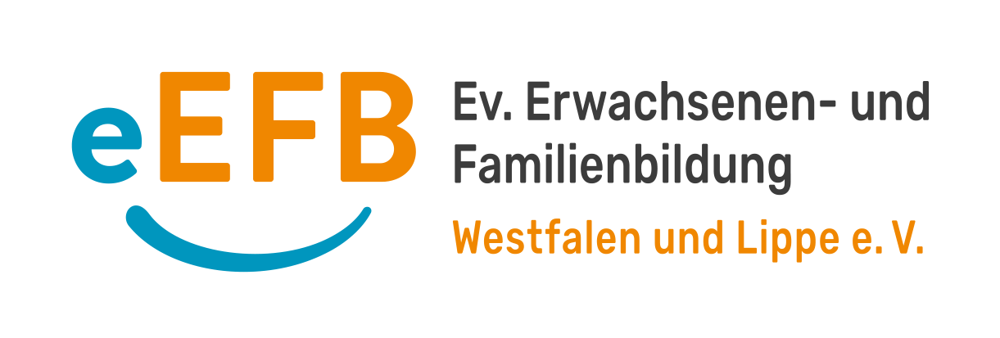 eEFB
Ev. Erwachsenen- und
Familienbildung
Westfalen und Lippe e. V.